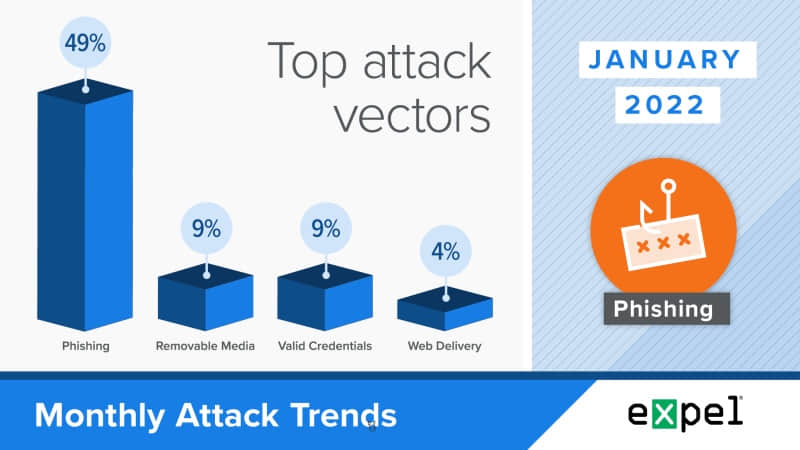 49%
Top attack
vectors
9%
9%
4%
Phishing
Removable Media
Valid Credentials
Web Delivery
JANUARY
2022
Phishing
Monthly Attack Trends
expel